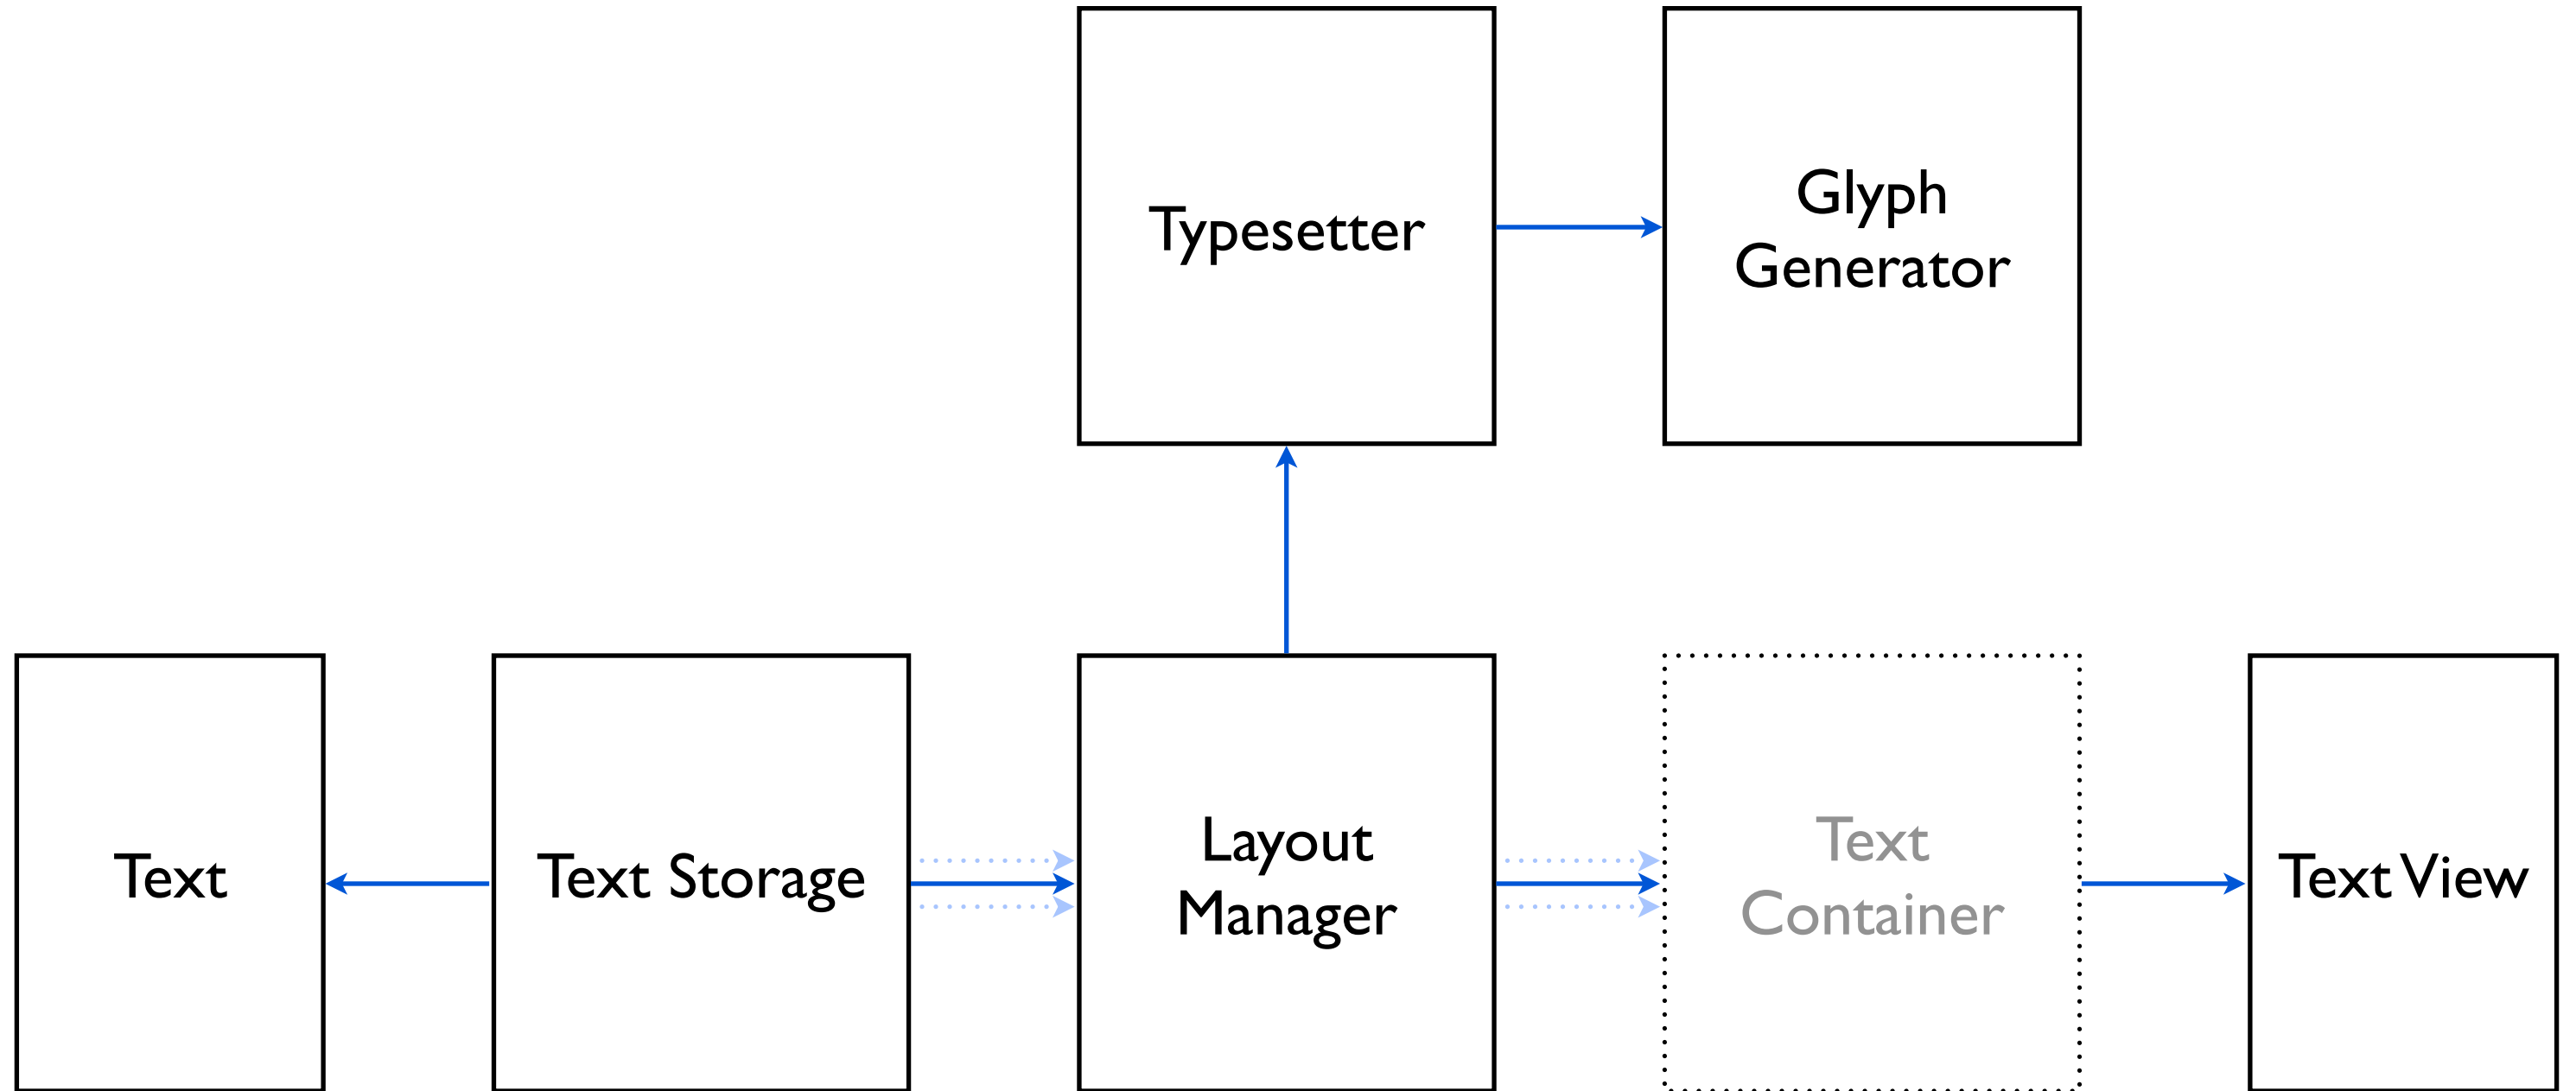 Typesetter
Glyph
Generator
Text
Text Storage
Layout
Manager
Text
Container
Text View